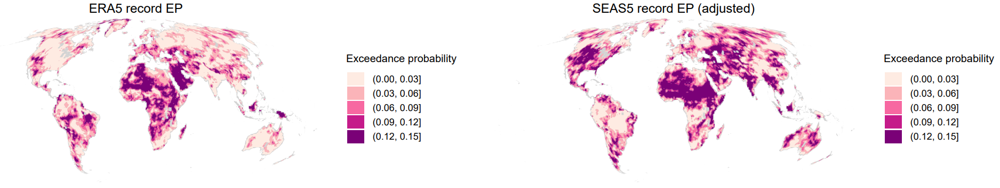 ERA5 record EP
Exceedance probability
(0.00, 0.03]
(0.03, 0.06]
(0.06, 0.09]
(0.09, 0.12]
(0.12, 0.15]
SEAS5 record EP (adjusted)
Exceedance probability
(0.00, 0.03]
(0.03, 0.06]
(0.06, 0.09]
(0.09, 0.12]
(0.12, 0.15]